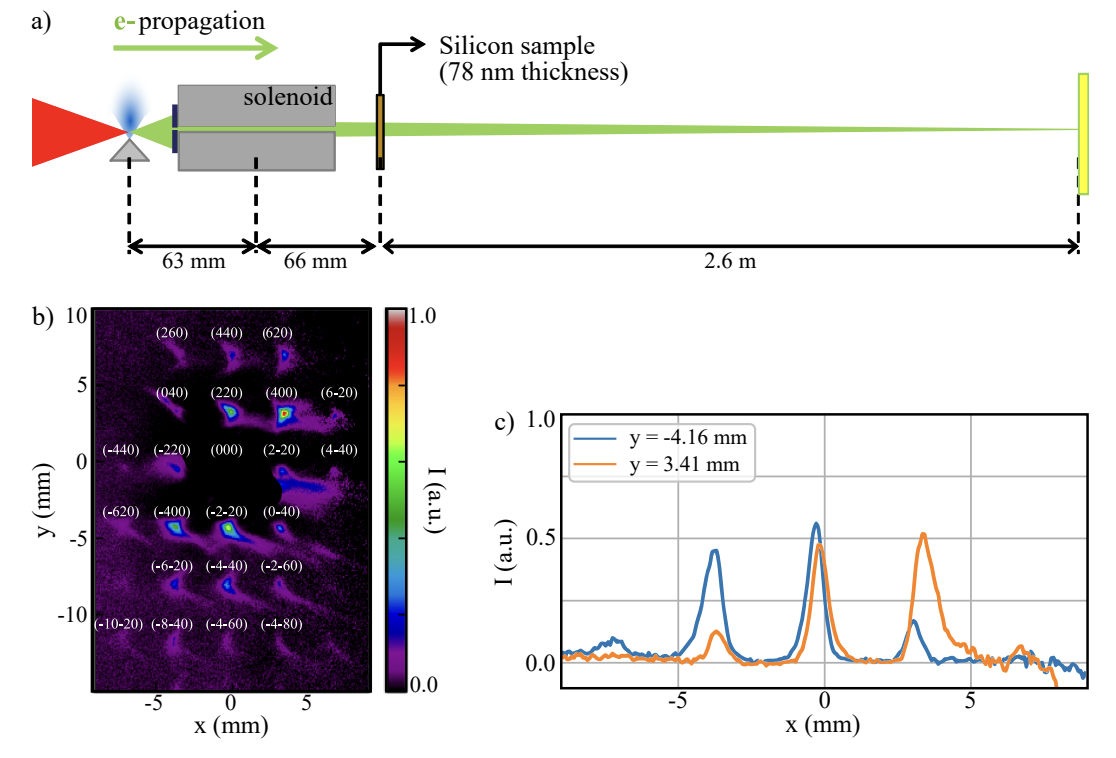 a)
e- propagation
Silicon sample
(78 nm thickness)
solenoid
63 mm
66 mm
2.6 m
b)
10
5
0
-5
-10
y (mm)
(260) (440) (620)
(040) (220) (400) (6-20)
(-440) (-220) (000) (2-20) (4-40)
(-620) (-400) (-2-20) (0-40)
(-6-20) (-4-40) (-2-60)
(-10-20) (-8-40) (-4-60) (-4-80)
-5 0 5
x (mm)
1.0
0.0
I (a.u.)
c)
y = -4.16 mm
y = 3.41 mm
1.0
0.5
0.0
I (a.u.)
-5 0 5
x (mm)